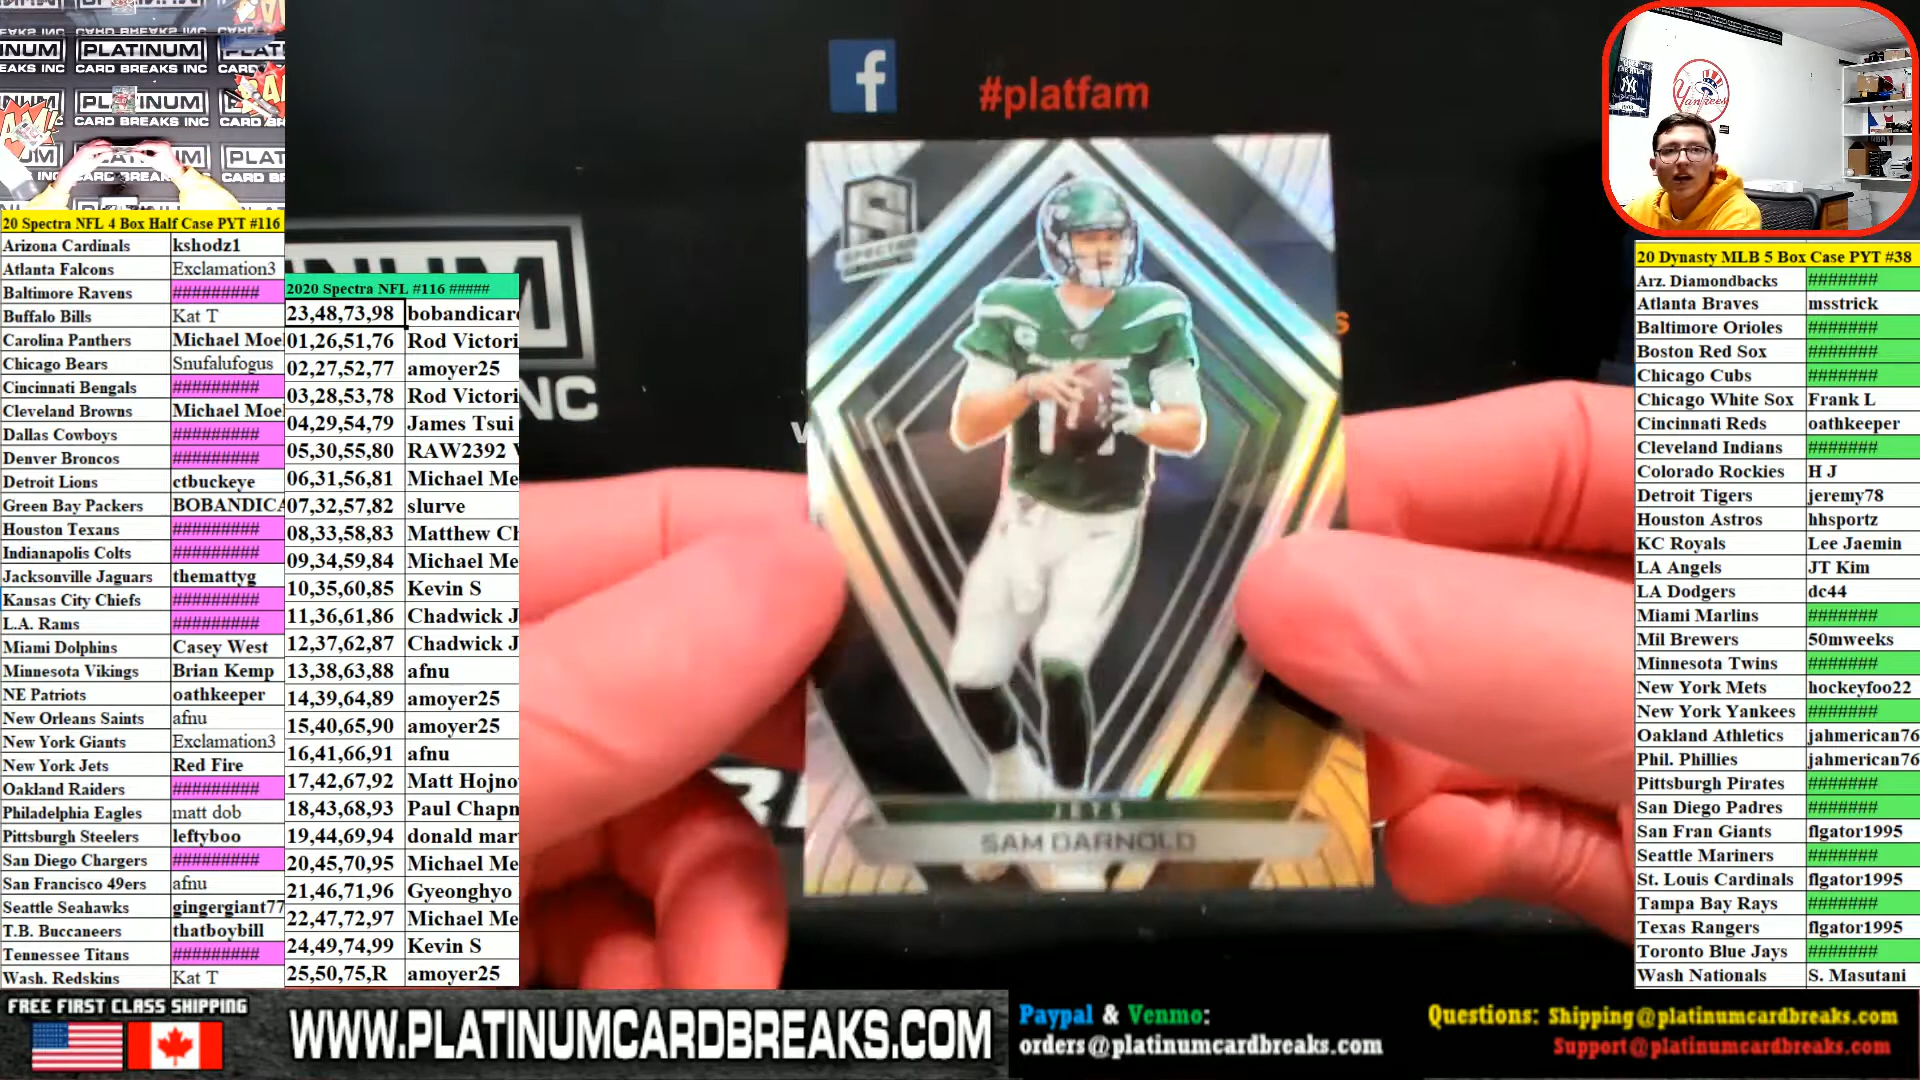 PLATINUM
CARD BREAKS INC
#platfam
SPECTRA
JETS
SAM DARNOLD
20 Spectra NFL 4 Box Half Case PYT #116
Arizona Cardinals kshodz1
Atlanta Falcons Exclamation3
Baltimore Ravens #########
Buffalo Bills Kat T
Carolina Panthers Michael Moe
Chicago Bears Snufalufogus
Cincinnati Bengals #########
Cleveland Browns Michael Moe
Dallas Cowboys #########
Denver Broncos #########
Detroit Lions ctbuckeye
Green Bay Packers BOBANDICA
Houston Texans #########
Indianapolis Colts #########
Jacksonville Jaguars themattyg
Kansas City Chiefs #########
L.A. Rams #########
Miami Dolphins Casey West
Minnesota Vikings Brian Kemp
NE Patriots oathkeeper
New Orleans Saints afnu
New York Giants Exclamation3
New York Jets Red Fire
Oakland Raiders #########
Philadelphia Eagles matt dob
Pittsburgh Steelers leftyboo
San Diego Chargers #########
San Francisco 49ers afnu
Seattle Seahawks gingergiant77
T.B. Buccaneers thatboybill
Tennessee Titans #########
Wash. Redskins Kat T
2020 Spectra NFL #116 #####
23,48,73,98 bobandicar
01,26,51,76 Rod Victori
02,27,52,77 amoyer25
03,28,53,78 Rod Victori
04,29,54,79 James Tsui
05,30,55,80 RAW2392 V
06,31,56,81 Michael Me
07,32,57,82 slurve
08,33,58,83 Matthew Ch
09,34,59,84 Michael Me
10,35,60,85 Kevin S
11,36,61,86 Chadwick J
12,37,62,87 Chadwick J
13,38,63,88 afnu
14,39,64,89 amoyer25
15,40,65,90 amoyer25
16,41,66,91 afnu
17,42,67,92 Matt Hojno
18,43,68,93 Paul Chapn
19,44,69,94 donald mar
20,45,70,95 Michael Me
21,46,71,96 Gyeonghyo
22,47,72,97 Michael Me
24,49,74,99 Kevin S
25,50,75,R amoyer25
Yankees
20 Dynasty MLB 5 Box Case PYT #38
Arz. Diamondbacks #######
Atlanta Braves msstrick
Baltimore Orioles #######
Boston Red Sox #######
Chicago Cubs #######
Chicago White Sox Frank L
Cincinnati Reds oathkeeper
Cleveland Indians #######
Colorado Rockies H J
Detroit Tigers jeremy78
Houston Astros hhsportz
KC Royals Lee Jaemin
LA Angels JT Kim
LA Dodgers dc44
Miami Marlins #######
Mil Brewers 50mweeks
Minnesota Twins #######
New York Mets hockeyfoo22
New York Yankees #######
Oakland Athletics jahmerican76
Phil. Phillies jahmerican76
Pittsburgh Pirates #######
San Diego Padres #######
San Fran Giants flgator1995
Seattle Mariners #######
St. Louis Cardinals flgator1995
Tampa Bay Rays #######
Texas Rangers flgator1995
Toronto Blue Jays #######
Wash Nationals S. Masutani
FREE FIRST CLASS SHIPPING
WWW.PLATINUMCARDBREAKS.COM
Paypal & Venmo:
orders@platinumcardbreaks.com
Questions: Shipping@platinumcardbreaks.com
Support@platinumcardbreaks.com